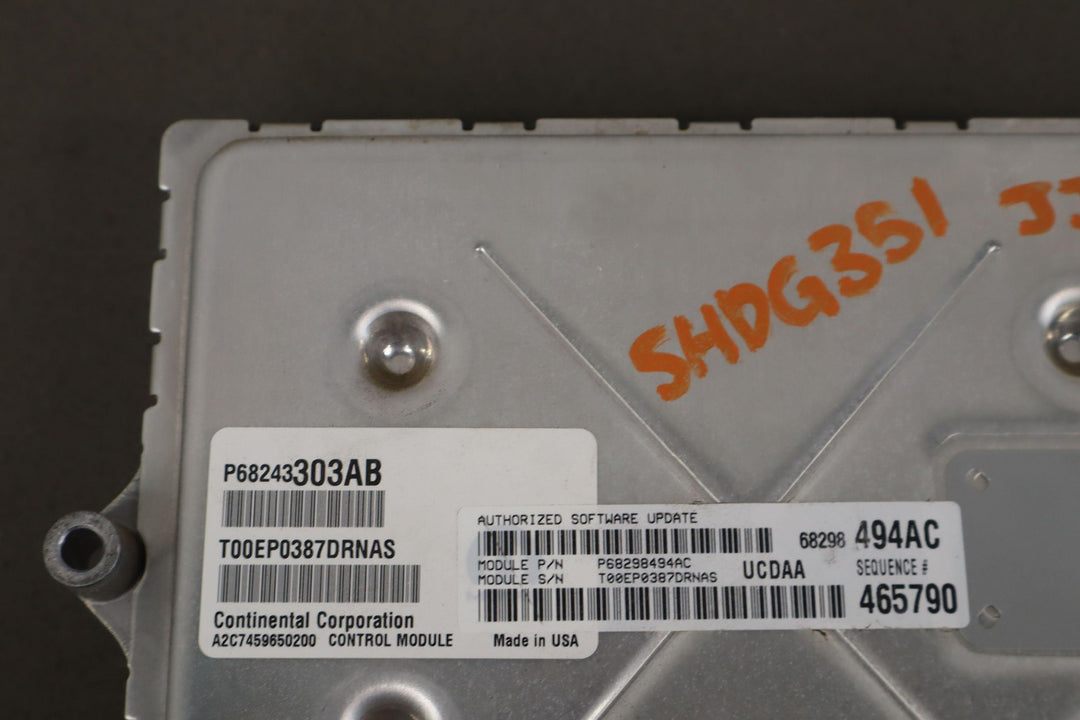 SHDG351 JJ
P68243303AB
T00EP0387DRNAS
Continental Corporation
A2C7459650200 CONTROL MODULE Made in USA
AUTHORIZED SOFTWARE UPDATE
68298 494AC
MODULE P/N P68298494AC
MODULE S/N T00EP0387DRNAS
UCDAA
SEQUENCE #
465790